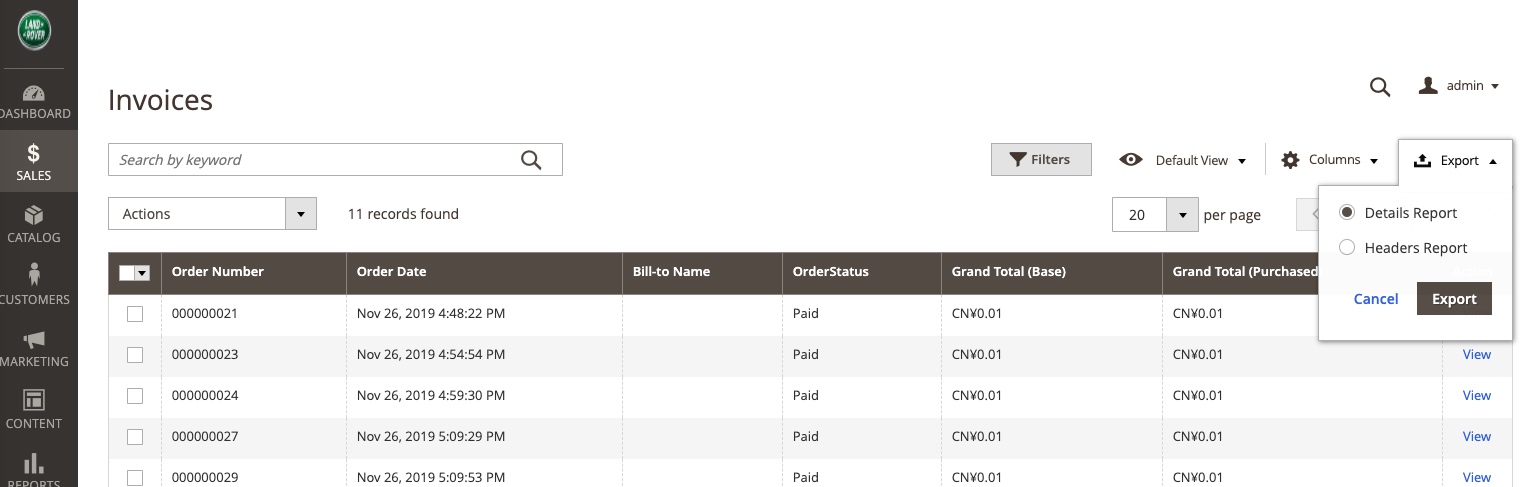 LAND-
-ROVER
DASHBOARD
$
SALES
CATALOG
CUSTOMERS
MARKETING
CONTENT
REPORTS
admin
Invoices
Search by keyword
Filters
Default View
Columns
Export
Actions
11 records found
20
per page
Details Report
Headers Report
Cancel
Export
Order Number Order Date Bill-to Name OrderStatus Grand Total (Base) Grand Total (Purchased
000000021 Nov 26, 2019 4:48:22 PM Paid CN¥0.01 CN¥0.01
000000023 Nov 26, 2019 4:54:54 PM Paid CN¥0.01 CN¥0.01 View
000000024 Nov 26, 2019 4:59:30 PM Paid CN¥0.01 CN¥0.01 View
000000027 Nov 26, 2019 5:09:29 PM Paid CN¥0.01 CN¥0.01 View
000000029 Nov 26, 2019 5:09:53 PM Paid CN¥0.01 CN¥0.01 View